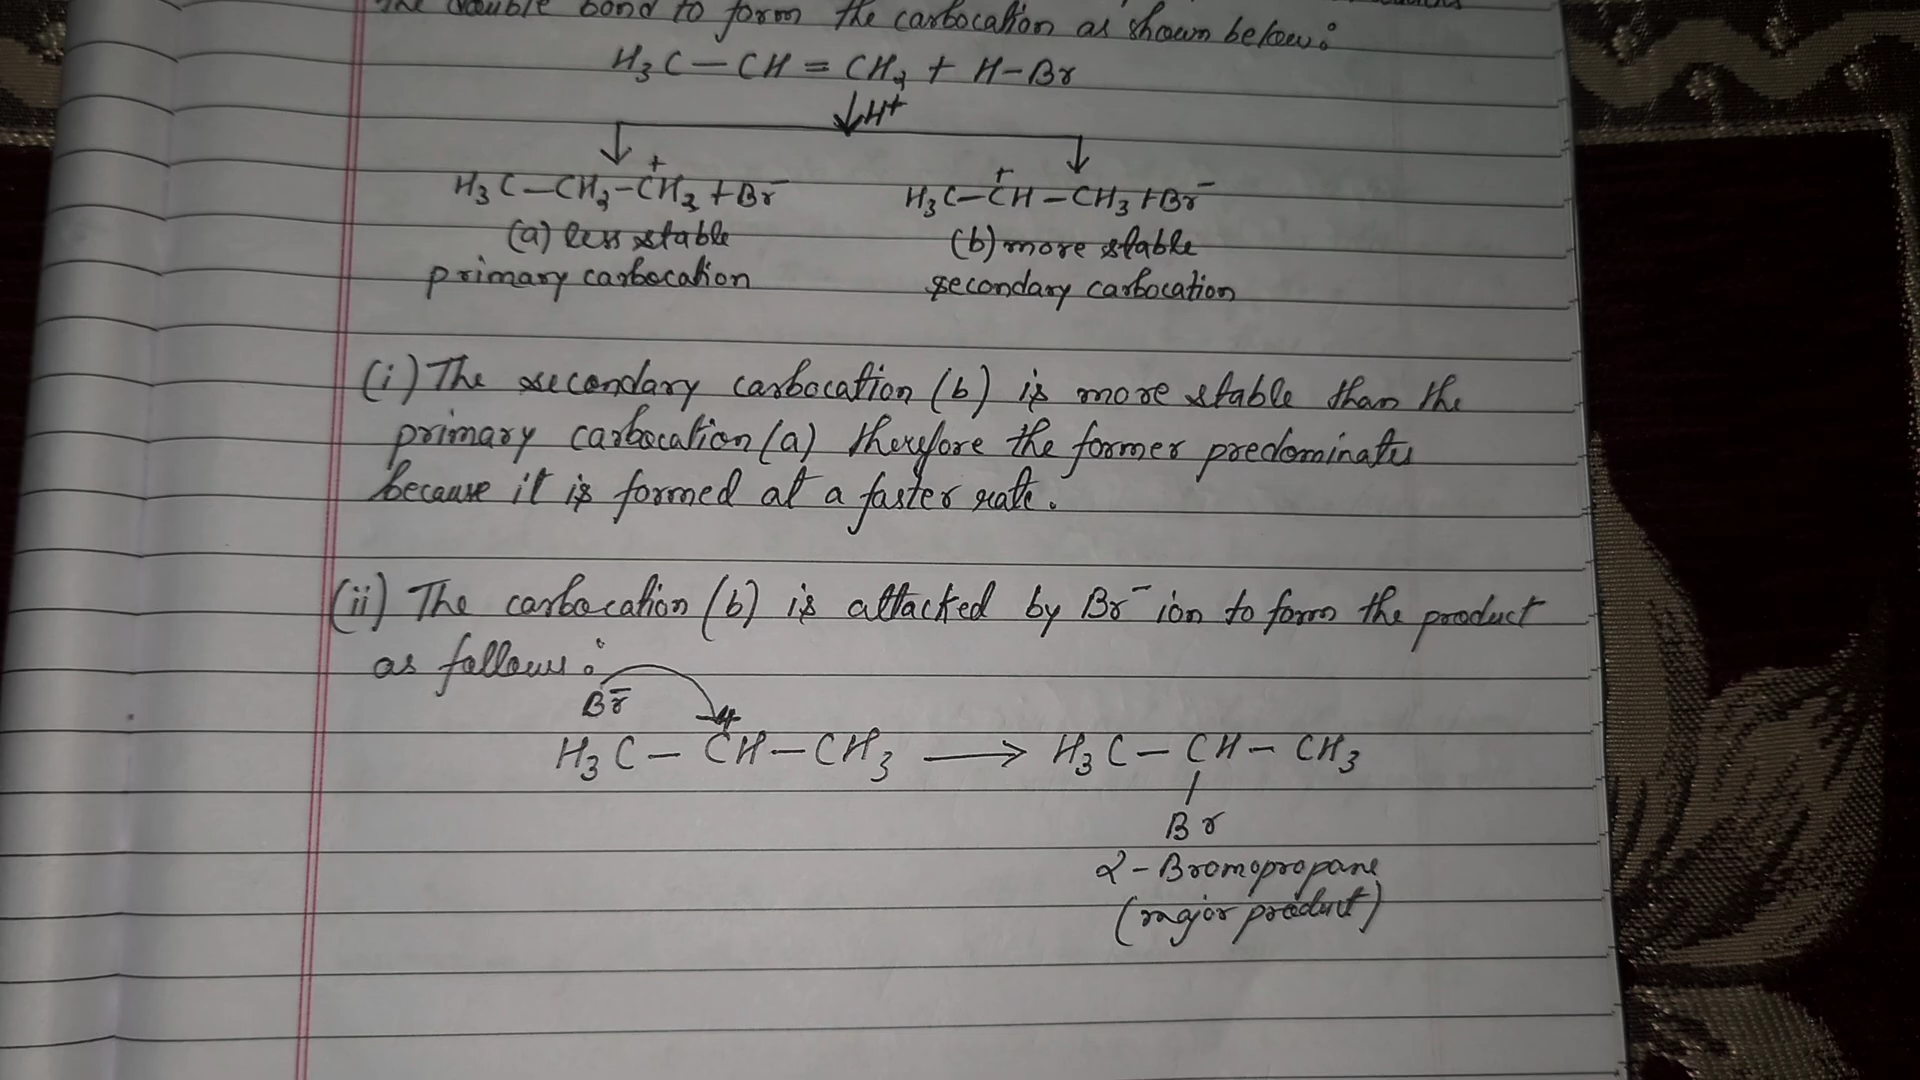 the double bond to form the carbocation as shown below:
H3C-CH=CH2 + H-Br
↓H+
H3C-CH2-C+H2 + Br-
H3C-C+H-CH3 + Br-
(a) less stable
primary carbocation
(b) more stable
secondary carbocation
(i) The secondary carbocation (b) is more stable than the
primary carbocation (a) therefore the former predominates
because it is formed at a faster rate.
(ii) The carbocation (b) is attacked by Br- ion to form the product
as follows:
Br-
H3C-C+H-CH3 → H3C-CH-CH3
|
Br
2-Bromopropane
(major product)